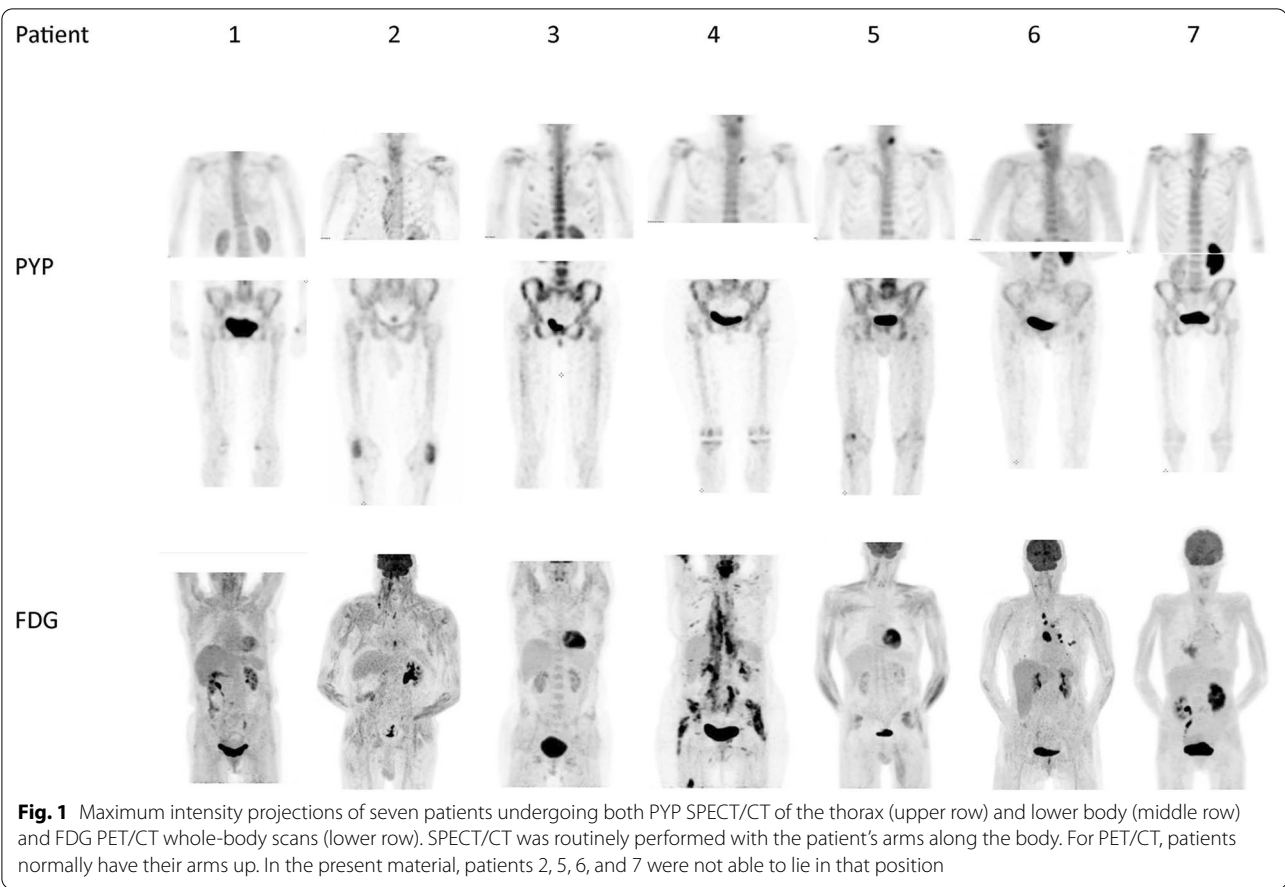 Patient 1 2 3 4 5 6 7
PYP
FDG
Fig. 1 Maximum intensity projections of seven patients undergoing both PYP SPECT/CT of the thorax (upper row) and lower body (middle row)
and FDG PET/CT whole-body scans (lower row). SPECT/CT was routinely performed with the patient's arms along the body. For PET/CT, patients
normally have their arms up. In the present material, patients 2, 5, 6, and 7 were not able to lie in that position